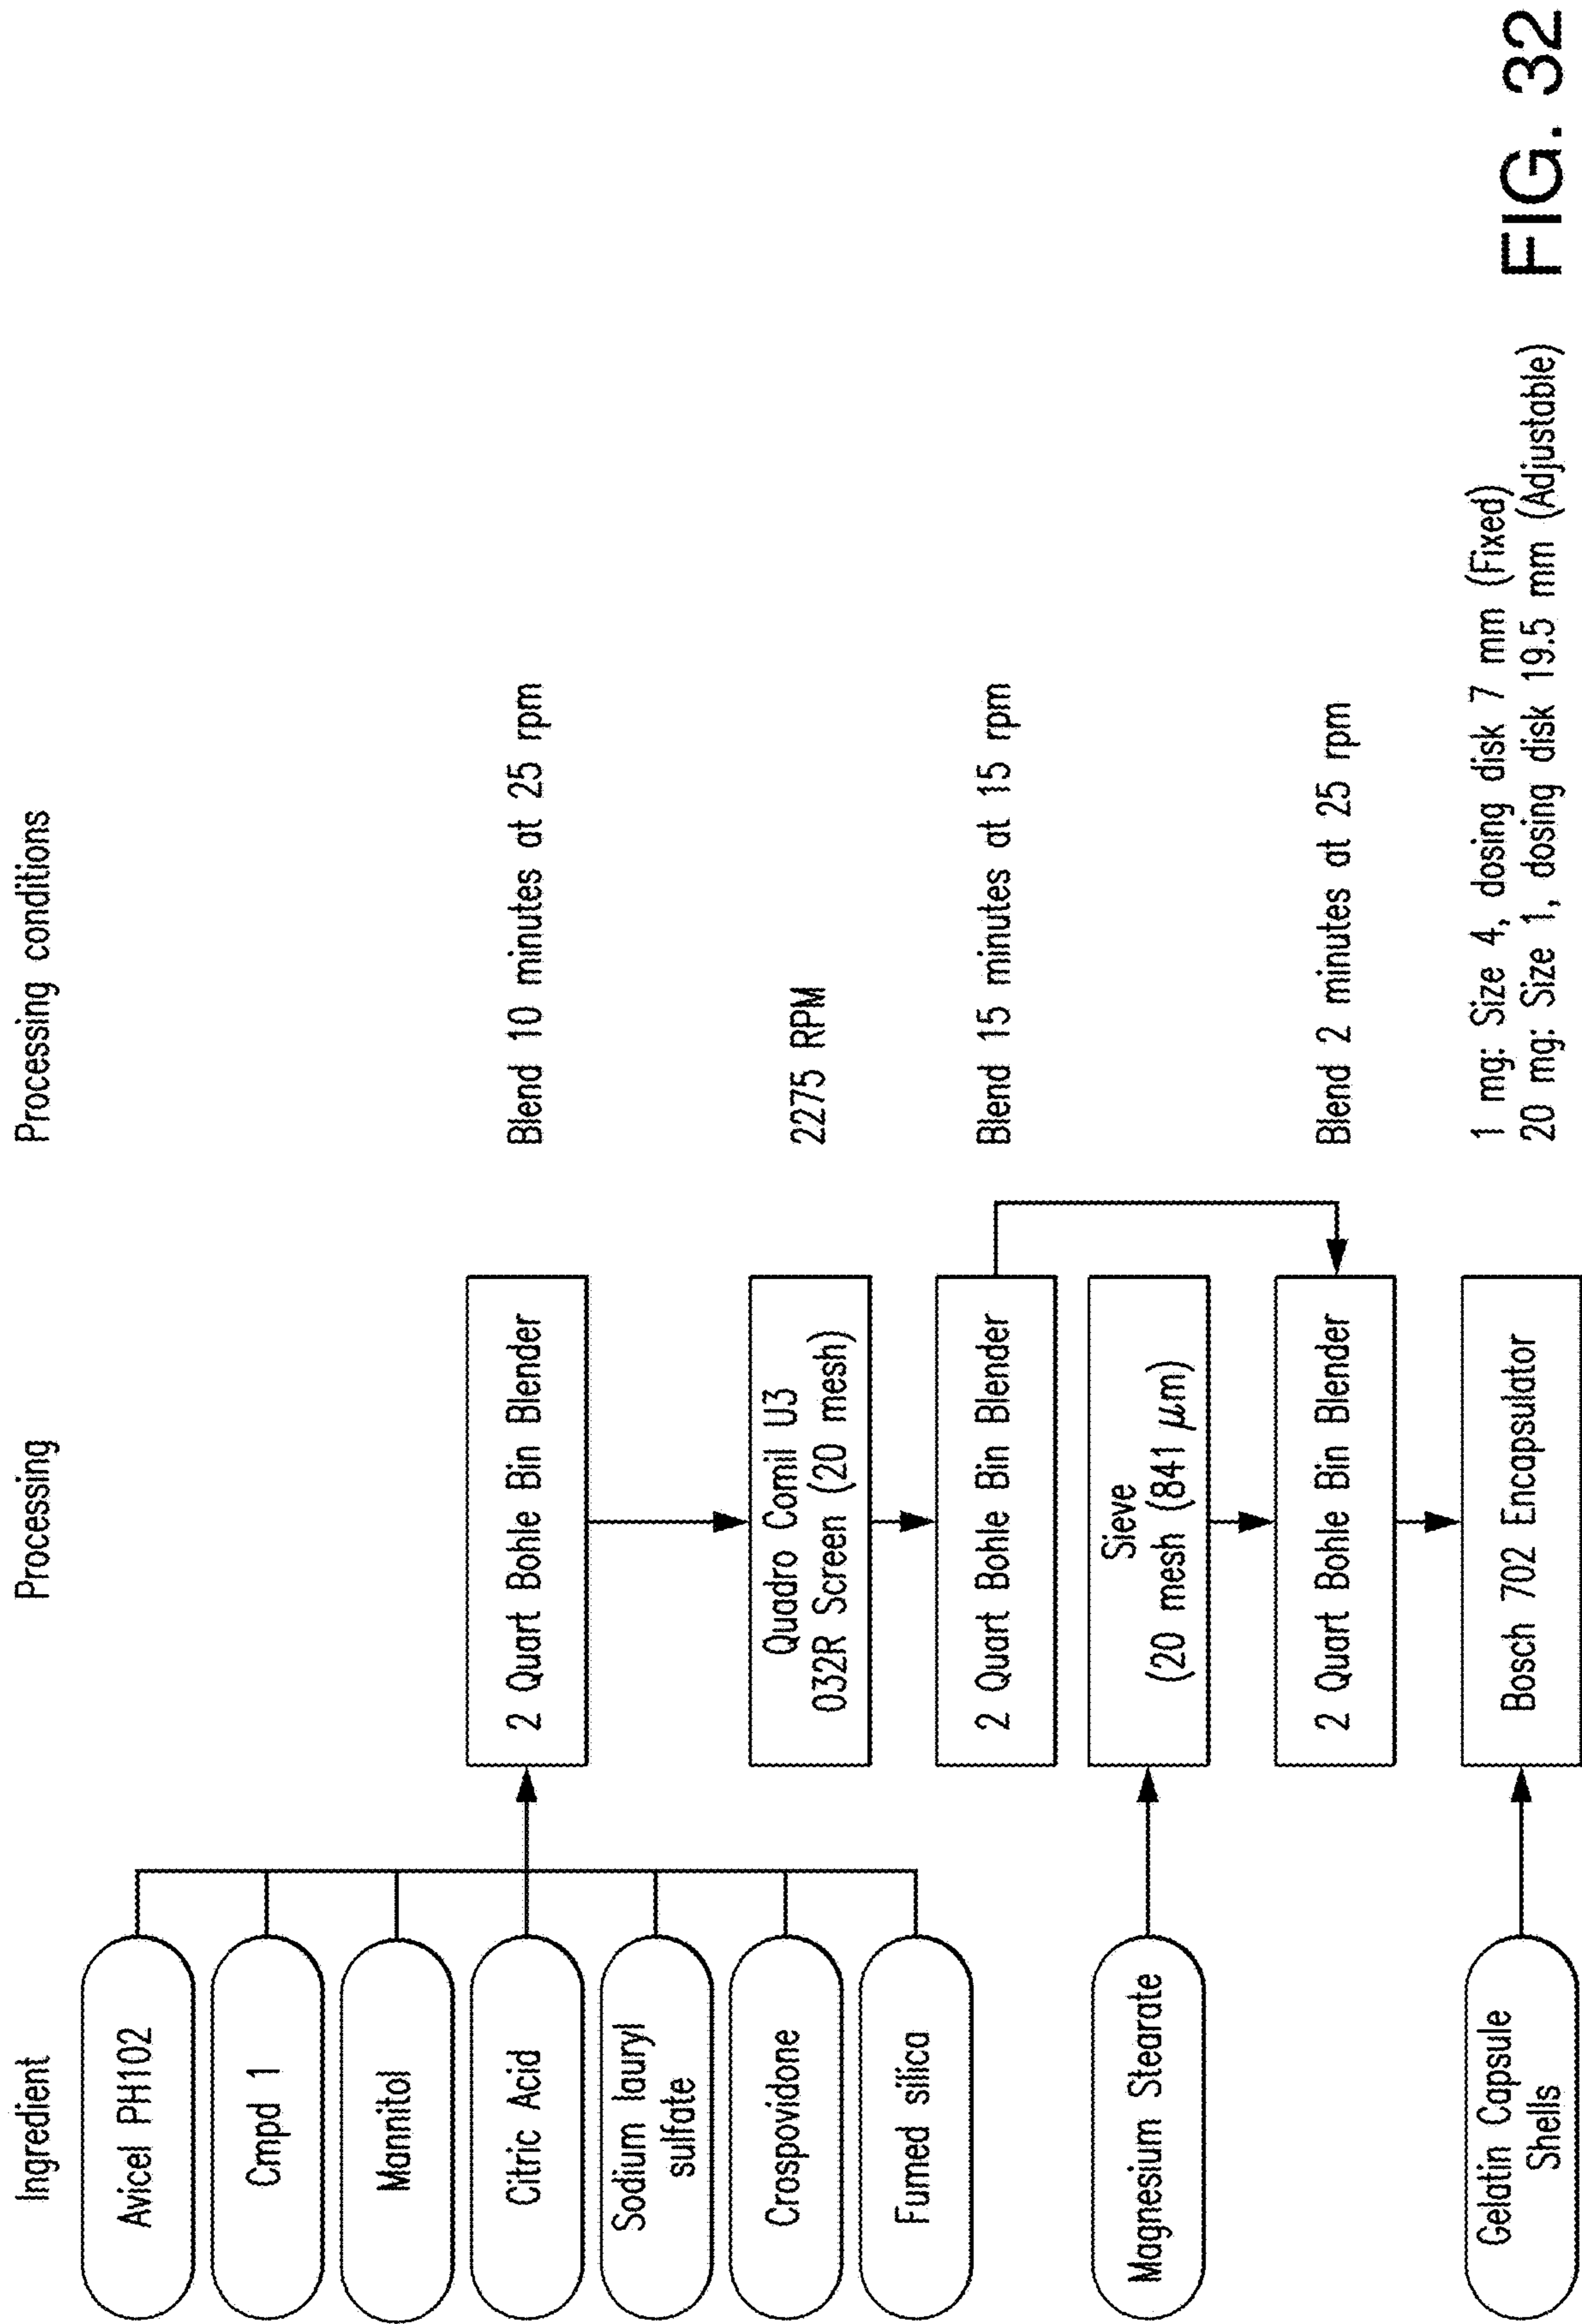 Ingredient
Processing
Processing conditions
Avicel PH102
Cmpd 1
Mannitol
Citric Acid
Sodium lauryl
sulfate
Crospovidone
Fumed silica
2 Quart Bohle Bin Blender
Blend 10 minutes at 25 rpm
Quadro Comil U3
032R Screen (20 mesh)
2275 RPM
2 Quart Bohle Bin Blender
Blend 15 minutes at 15 rpm
Magnesium Stearate
Sieve
(20 mesh (841 μm)
2 Quart Bohle Bin Blender
Blend 2 minutes at 25 rpm
Gelatin Capsule
Shells
Bosch 702 Encapsulator
1 mg: Size 4, dosing disk 7 mm (Fixed)
20 mg: Size 1, dosing disk 19.5 mm (Adjustable)
FIG. 32